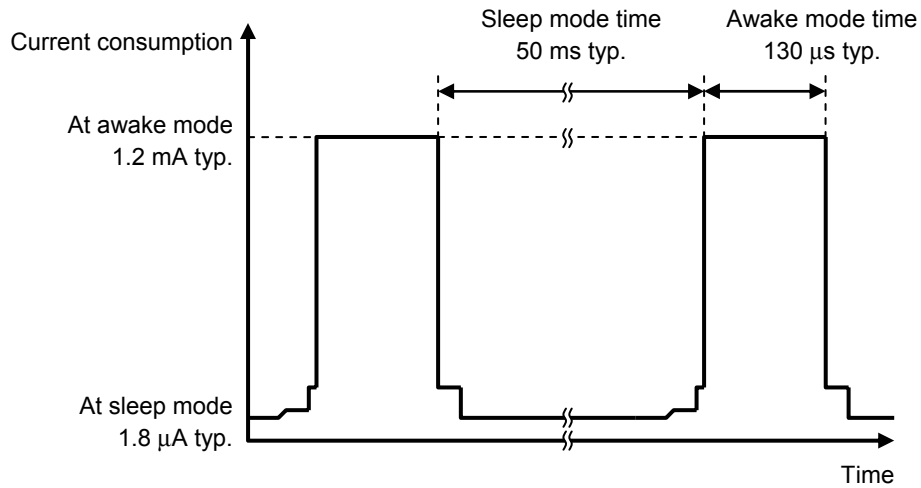 Sleep mode time
50 ms typ.
Awake mode time
130 μs typ.
Current consumption
At awake mode
1.2 mA typ.
At sleep mode
1.8 μA typ.
Time